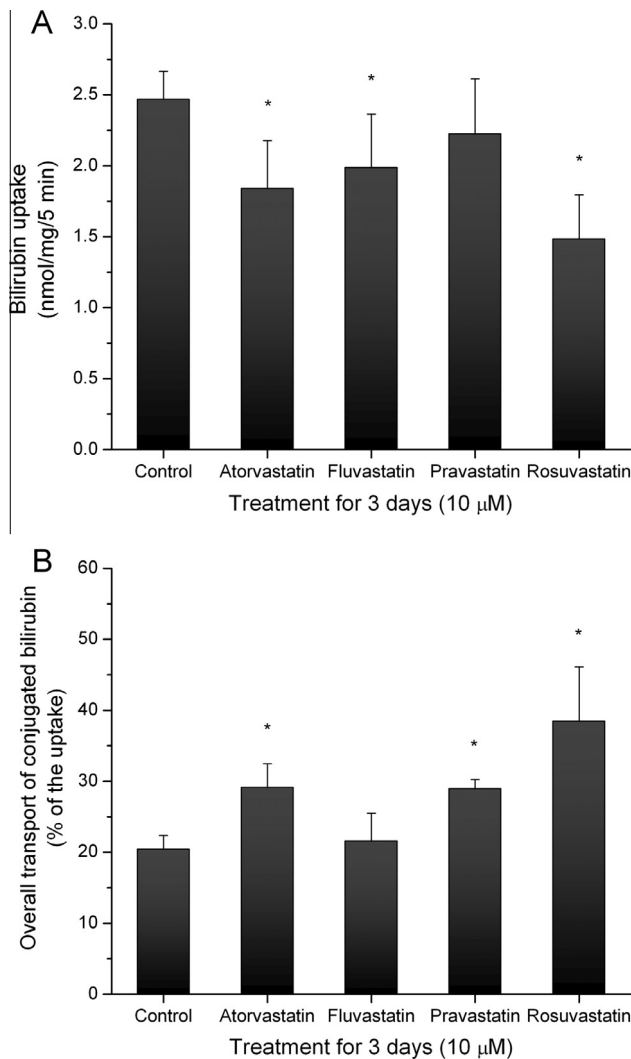 A
3.0
2.5
2.0
1.5
1.0
0.5
0.0
Bilirubin uptake
(nmol/mg/5 min)
*
*
*
Control Atorvastatin Fluvastatin Pravastatin Rosuvastatin
Treatment for 3 days (10 μM)
B
60
50
40
30
20
10
0
Overall transport of conjugated bilirubin
(% of the uptake)
*
*
*
Control Atorvastatin Fluvastatin Pravastatin Rosuvastatin
Treatment for 3 days (10 μM)